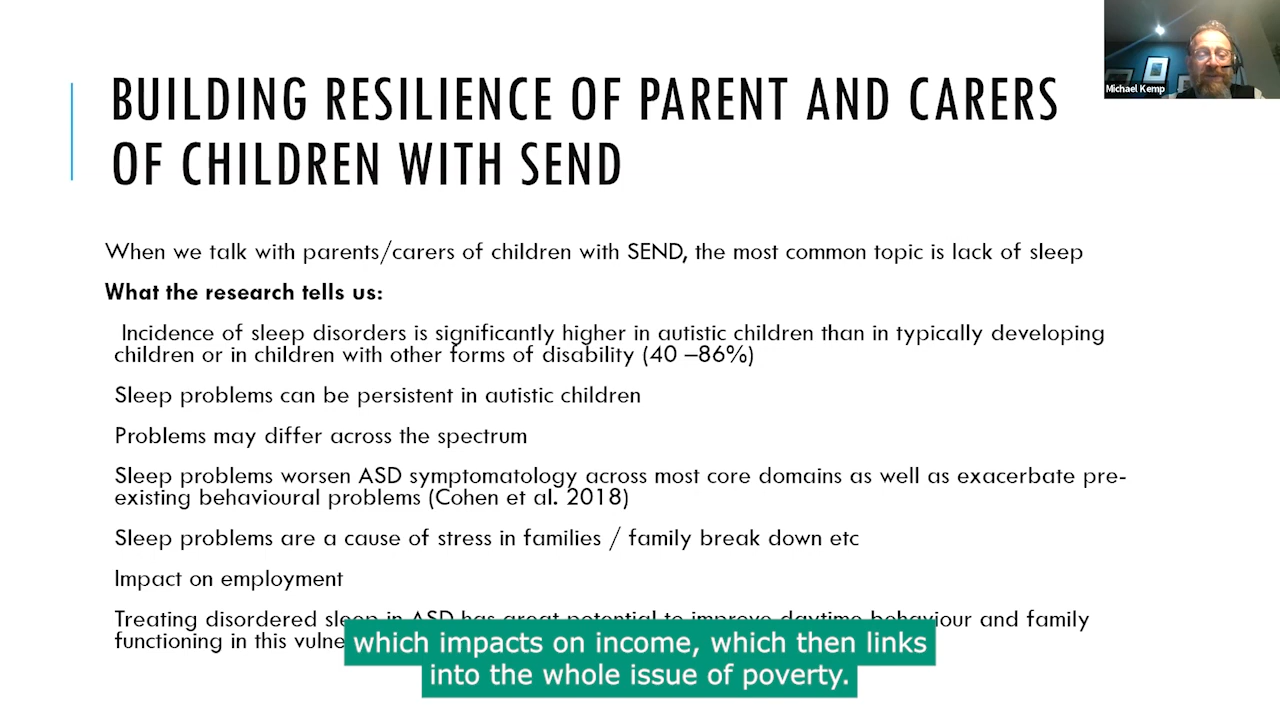 BUILDING RESILIENCE OF PARENT AND CARERS
OF CHILDREN WITH SEND
Michael Kemp
When we talk with parents/carers of children with SEND, the most common topic is lack of sleep
What the research tells us:
Incidence of sleep disorders is significantly higher in autistic children than in typically developing
children or in children with other forms of disability (40 –86%)
Sleep problems can be persistent in autistic children
Problems may differ across the spectrum
Sleep problems worsen ASD symptomatology across most core domains as well as exacerbate pre-
existing behavioural problems (Cohen et al. 2018)
Sleep problems are a cause of stress in families / family break down etc
Impact on employment
Treating disordered sleep in ASD has great potential to improve daytime behaviour and family
functioning in this
which impacts on income, which then links
into the whole issue of poverty.